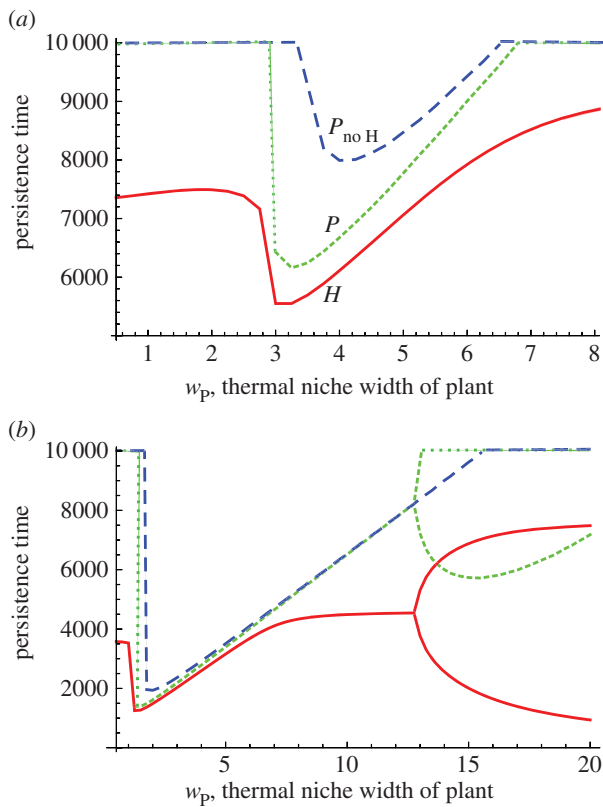 (a)
10 000
9000
8000
7000
6000
persistence time
P no H
P
H
1 2 3 4 5 6 7 8
wP, thermal niche width of plant
(b)
10 000
8000
6000
4000
2000
persistence time
5 10 15 20
wP, thermal niche width of plant